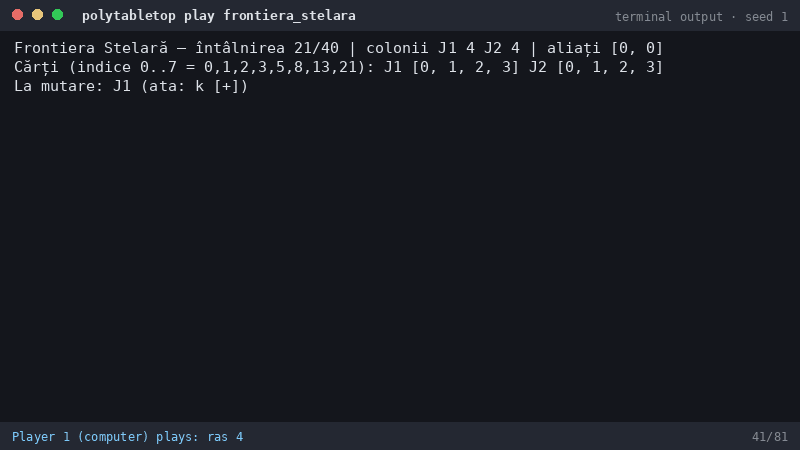 polytabletop play frontiera_stelara
terminal output · seed 1
Frontiera Stelară — întâlnirea 21/40 | colonii J1 4 J2 4 | aliați [0, 0]
Cărți (indice 0..7 = 0,1,2,3,5,8,13,21): J1 [0, 1, 2, 3] J2 [0, 1, 2, 3]
La mutare: J1 (ata: k [+])
Player 1 (computer) plays: ras 4
41/81